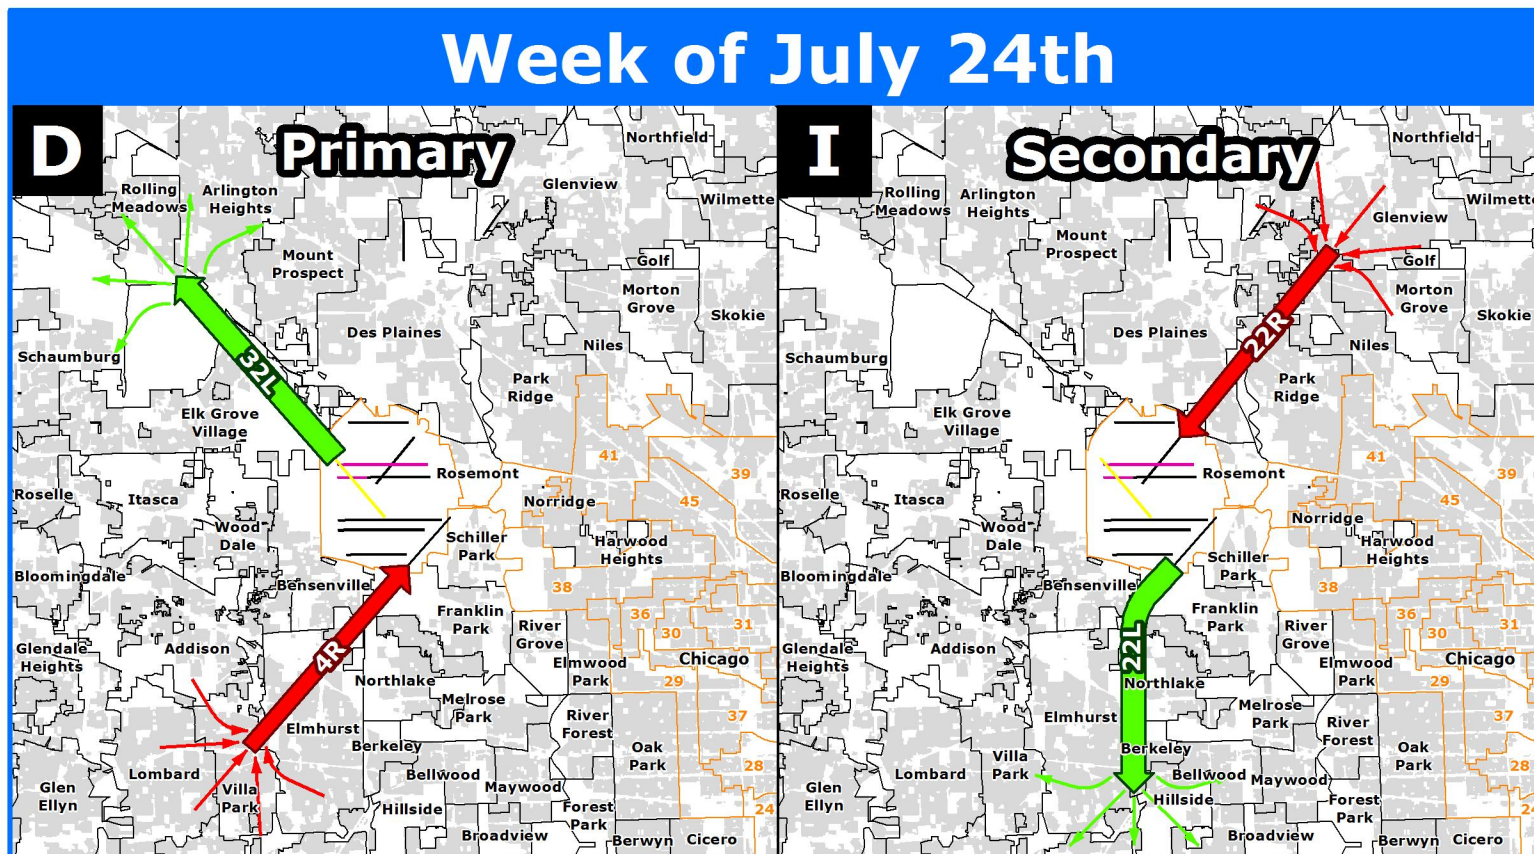 Week of July 24th
D
Primary
Northfield
Rolling
Meadows
Arlington
Heights
Glenview
Wilmette
Mount
Prospect
Golf
Morton
Grove
Skokie
Des Plaines
Niles
Schaumburg
32L
Park
Ridge
Elk Grove
Village
41
39
Rosemont
Roselle
Itasca
Norridge
45
Wood
Dale
Schiller
Park
Harwood
Heights
Bloomingdale
Bensenville
38
Franklin
Park
36
31
River
Grove
30
Glendale
Heights
Addison
4R
Elmwood
Park
Chicago
Northlake
29
Melrose
Park
37
Elmhurst
River
Forest
Berkeley
Oak
Park
28
Lombard
Bellwood
Glen
Ellyn
Villa
Park
Maywood
Hillside
Forest
Park
24
Broadview
Berwyn
Cicero
I
Secondary
Northfield
Rolling
Meadows
Arlington
Heights
Glenview
Wilmette
Mount
Prospect
Golf
Morton
Grove
Skokie
Des Plaines
22R
Niles
Schaumburg
Park
Ridge
Elk Grove
Village
41
39
Rosemont
Roselle
Itasca
45
Norridge
Wood
Dale
Harwood
Heights
Schiller
Park
Bloomingdale
Bensenville
38
Franklin
Park
36
31
River
Grove
30
Glendale
Heights
Addison
22L
Elmwood
Park
Chicago
Northlake
29
Melrose
Park
37
Elmhurst
River
Forest
Berkeley
Oak
Park
Villa
Park
28
Lombard
Bellwood
Maywood
Glen
Ellyn
Hillside
Forest
Park
24
Broadview
Berwyn
Cicero